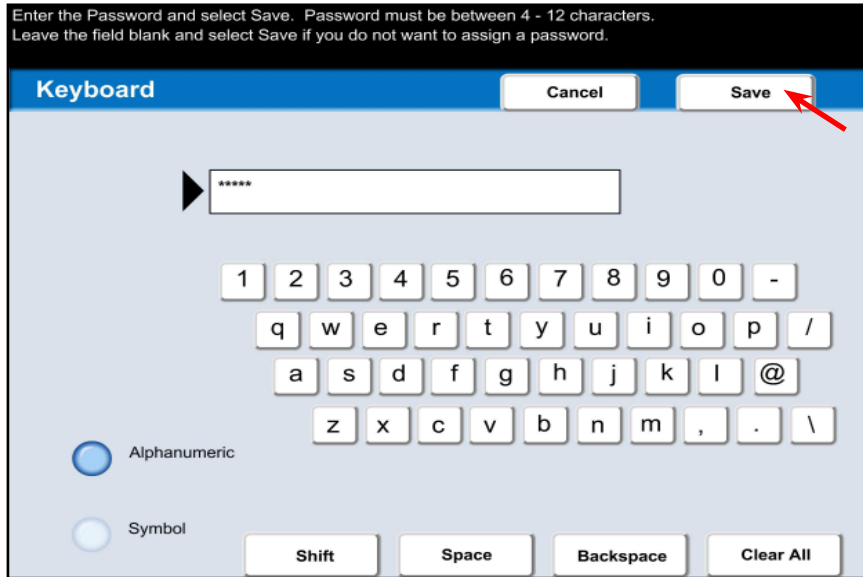 Enter the Password and select Save. Password must be between 4 - 12 characters.
Leave the field blank and select Save if you do not want to assign a password.
Keyboard Cancel Save
*****
1 2 3 4 5 6 7 8 9 0 -
q w e r t y u i o p /
a s d f g h j k l @
z x c v b n m , . \
Alphanumeric
Symbol
Shift Space Backspace Clear All